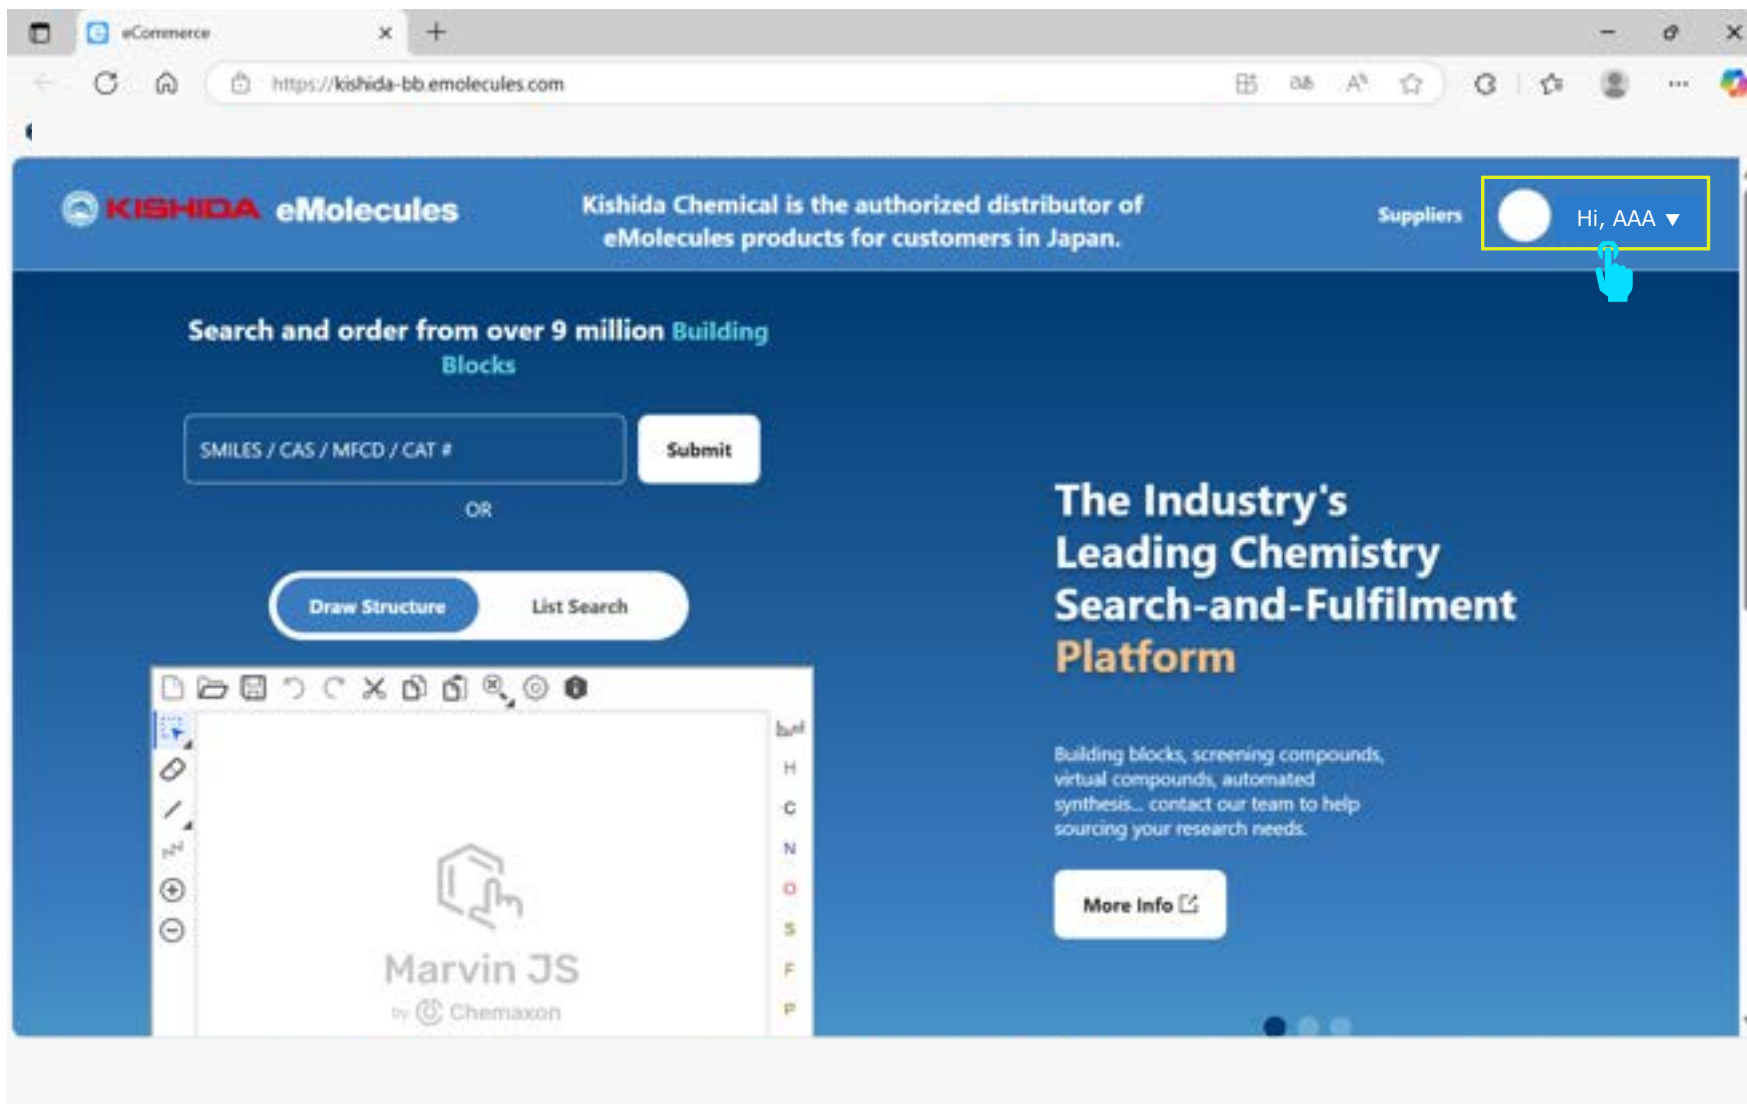 eCommerce
https://kishida-bb.emolecules.com
KISHIDA eMolecules
Kishida Chemical is the authorized distributor of
eMolecules products for customers in Japan.
Suppliers
Hi, AAA ▼
Search and order from over 9 million Building
Blocks
SMILES / CAS / MFCD / CAT #
Submit
OR
Draw Structure
List Search
The Industry's
Leading Chemistry
Search-and-Fulfilment
Platform
Building blocks, screening compounds,
virtual compounds, automated
synthesis... contact our team to help
sourcing your research needs.
More Info
H
C
N
O
S
F
P
Marvin JS
by Chemaxon